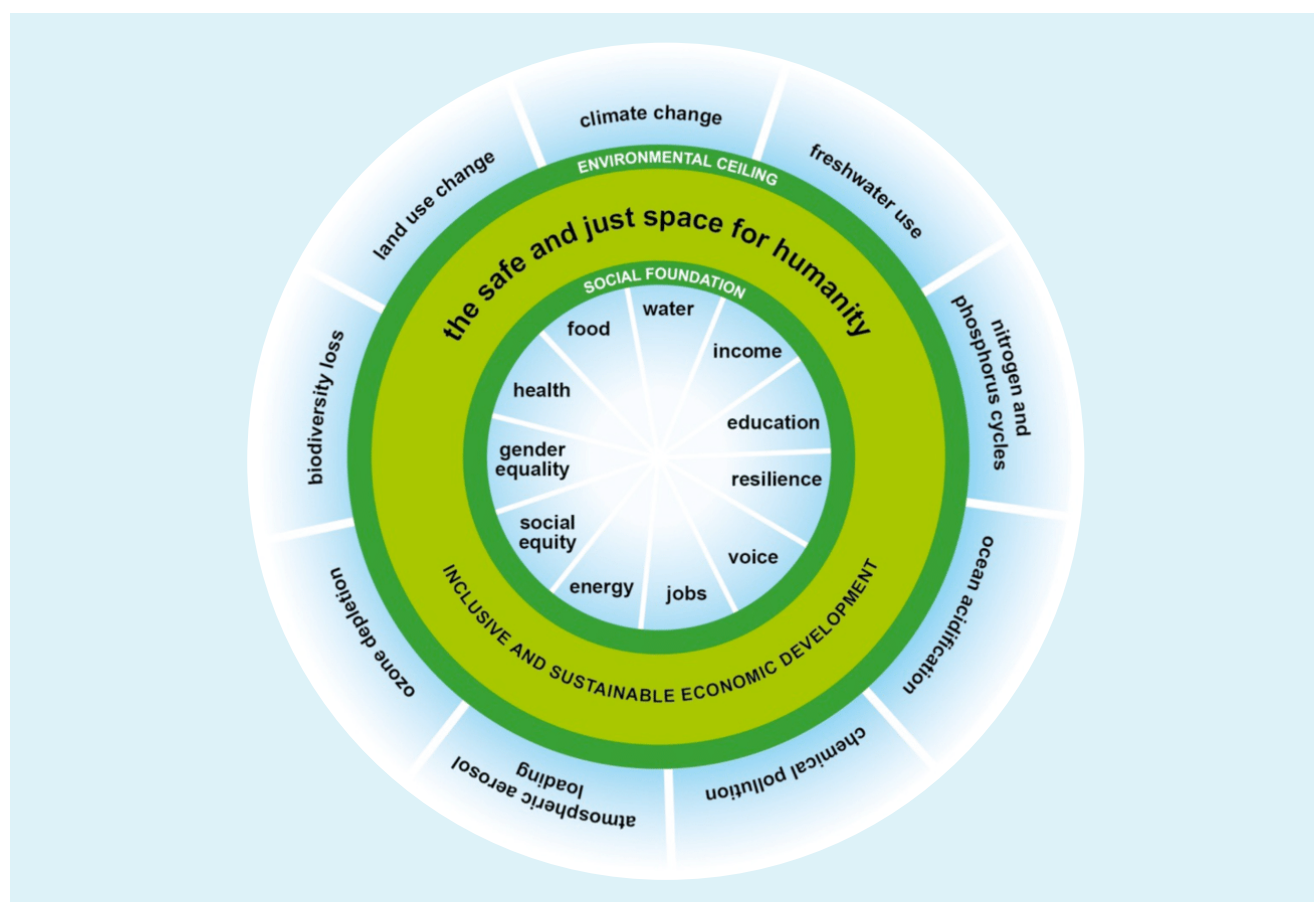 climate change
freshwater use
nitrogen and
phosphorus cycles
ocean acidification
chemical pollution
atmospheric aerosol
loading
ozone depletion
biodiversity loss
land use change
ENVIRONMENTAL CEILING
the safe and just space for humanity
SOCIAL FOUNDATION
water
income
education
resilience
voice
jobs
energy
social
equity
gender
equality
health
food
INCLUSIVE AND SUSTAINABLE ECONOMIC DEVELOPMENT